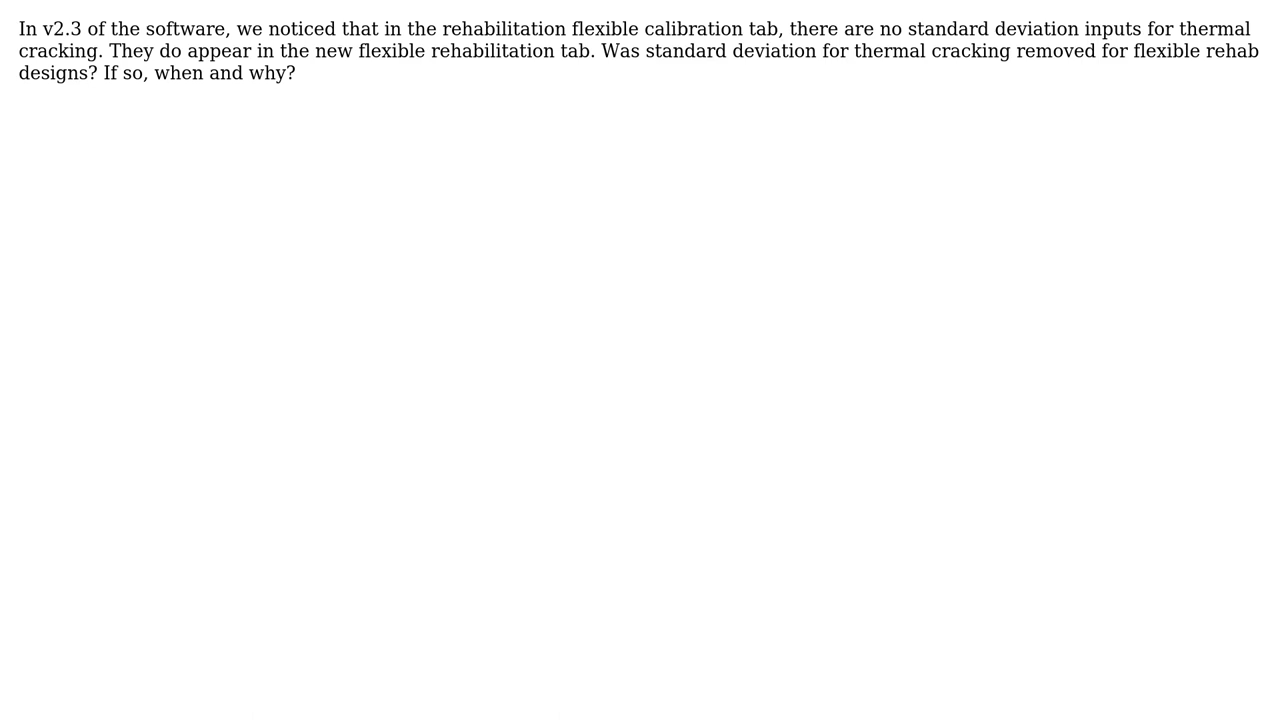 In v2.3 of the software, we noticed that in the rehabilitation flexible calibration tab, there are no standard deviation inputs for thermal
cracking. They do appear in the new flexible rehabilitation tab. Was standard deviation for thermal cracking removed for flexible rehab
designs? If so, when and why?